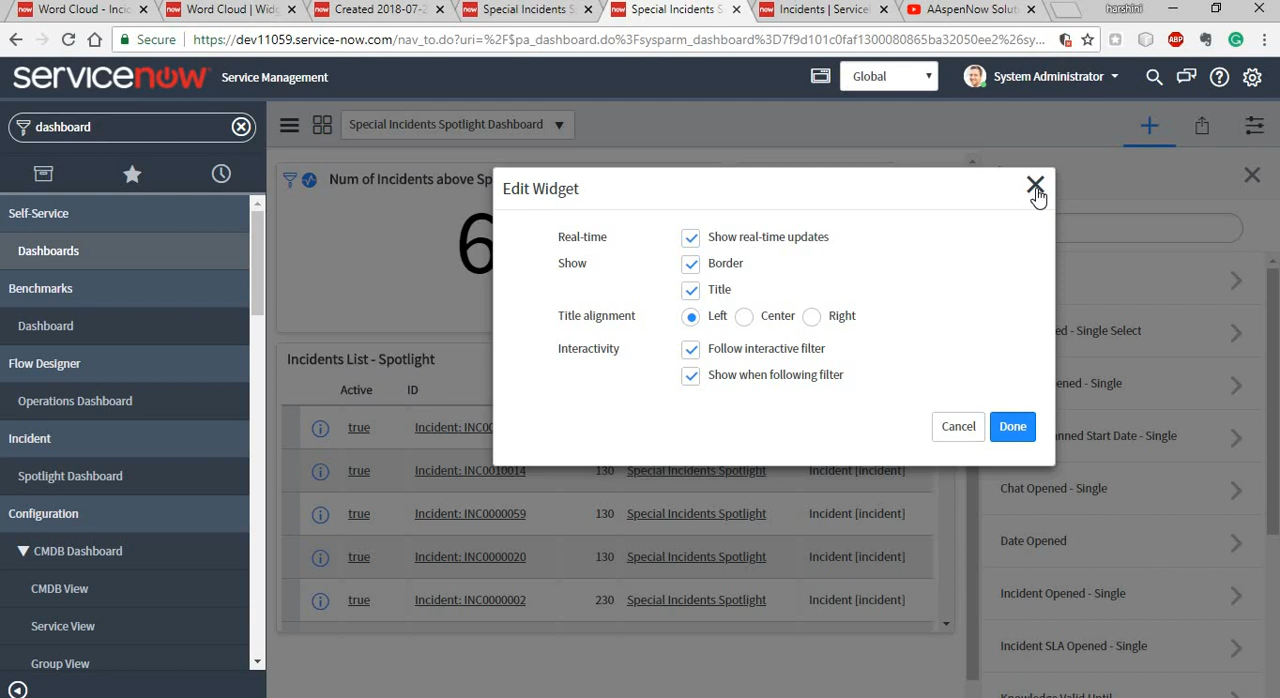 Word Cloud - Incid
Word Cloud | Widg
Created 2018-07-2
Special Incidents S
Special Incidents S
Incidents | Service
AAspenNow Solut
harshini
Secure
https://dev11059.service-now.com/nav_to.do?uri=%2F$pa_dashboard.do%3Fsysparm_dashboard%3D7f9d101c0faf1300080865ba32050ee2%26sy...
ABP
servicenow Service Management
Global
System Administrator
dashboard
Special Incidents Spotlight Dashboard
Self-Service
Dashboards
Benchmarks
Dashboard
Flow Designer
Operations Dashboard
Incident
Spotlight Dashboard
Configuration
CMDB Dashboard
CMDB View
Service View
Group View
Num of Incidents above Sp
6
Incidents List - Spotlight
Active ID
true Incident: INC0
true Incident: INC0010014 130 Special Incidents Spotlight Incident [incident]
true Incident: INC0000059 130 Special Incidents Spotlight Incident [incident]
true Incident: INC0000020 130 Special Incidents Spotlight Incident [incident]
true Incident: INC0000002 230 Special Incidents Spotlight Incident [incident]
Edit Widget
Real-time Show real-time updates
Show Border
Title
Title alignment Left Center Right
Interactivity Follow interactive filter
Show when following filter
Cancel Done
ed - Single Select
ened - Single
nned Start Date - Single
Chat Opened - Single
Date Opened
Incident Opened - Single
Incident SLA Opened - Single
Knowledge Valid Until